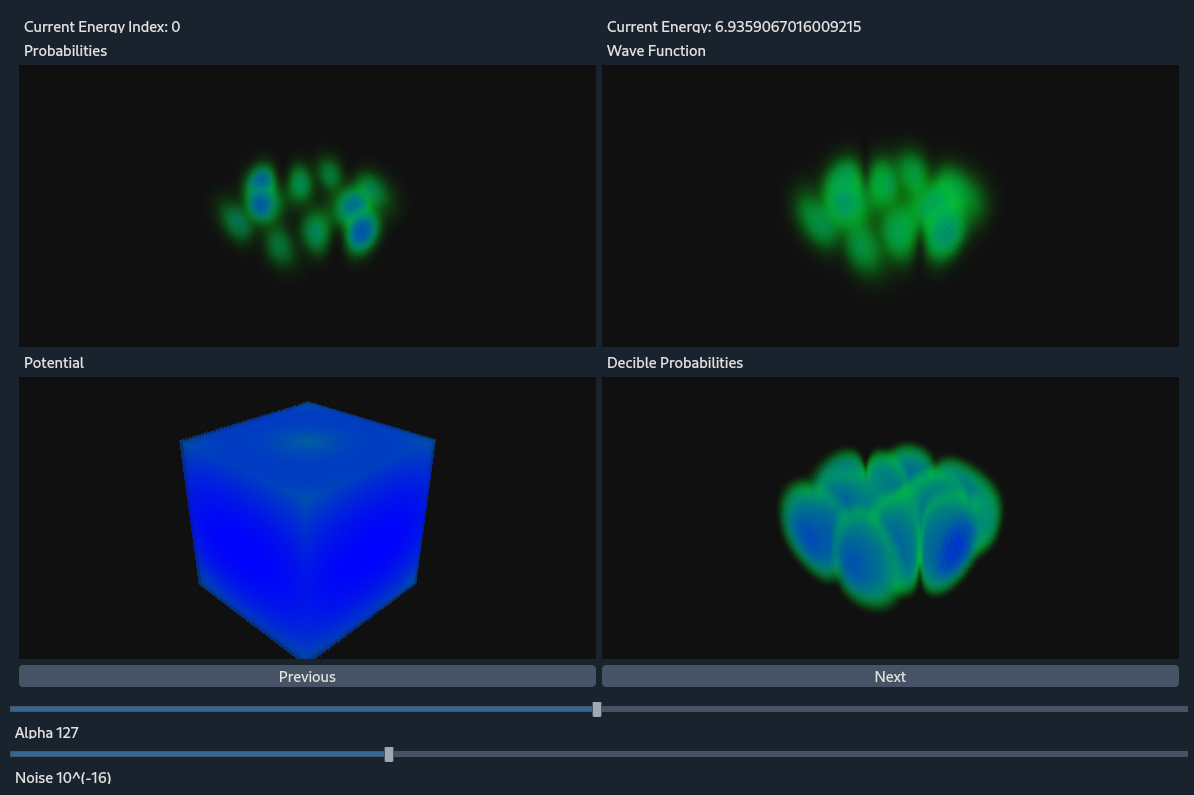 Current Energy Index: 0
Current Energy: 6.9359067016009215
Probabilities
Wave Function
Potential
Decible Probabilities
Previous
Next
Alpha 127
Noise 10^(-16)